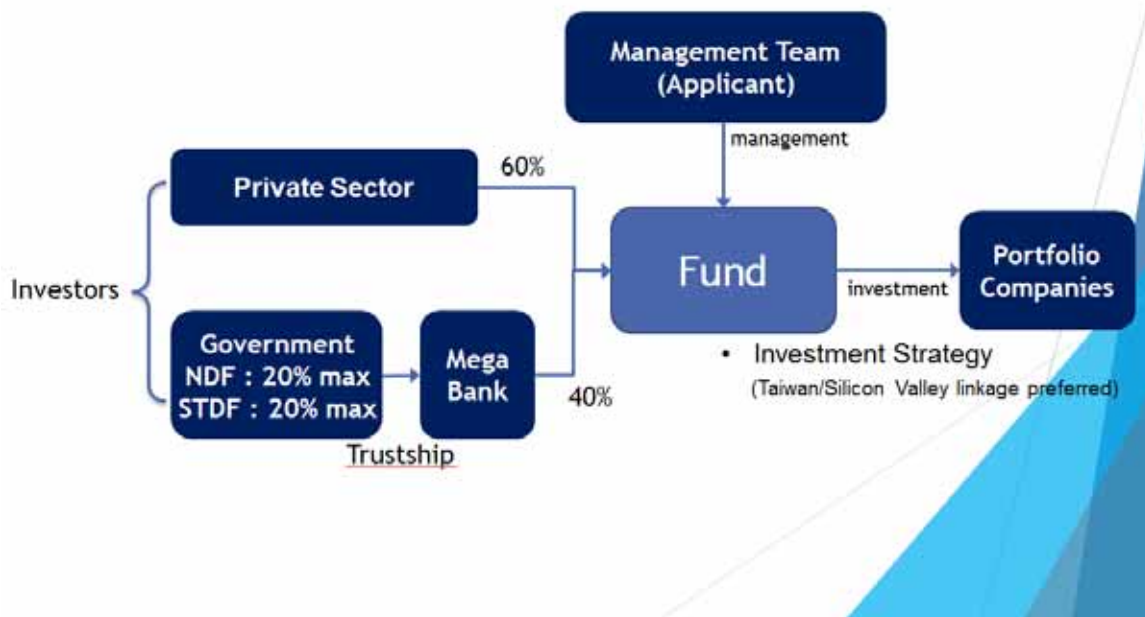 Management Team
(Applicant)
management
Private Sector
60%
Investors
Government
NDF : 20% max
STDF : 20% max
Mega
Bank
40%
Trustship
Fund
investment
Portfolio
Companies
• Investment Strategy
(Taiwan/Silicon Valley linkage preferred)